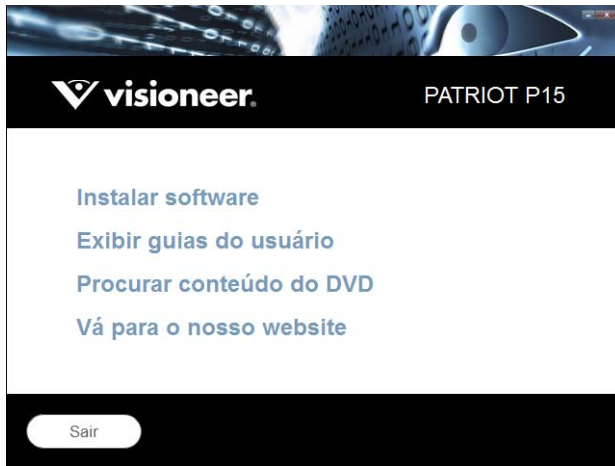 visioneer.
PATRIOT P15
Instalar software
Exibir guias do usuário
Procurar conteúdo do DVD
Vá para o nosso website
Sair